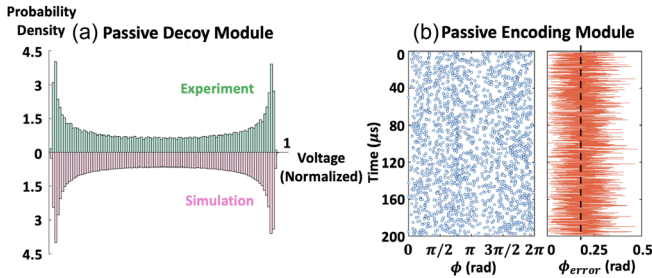 Probability
Density
(a) Passive Decoy Module
4.5
3
1.5
0
1.5
3
4.5
Experiment
Simulation
1
Voltage
(Normalized)
(b) Passive Encoding Module
Time (μs)
0
40
80
120
160
200
0 π/2 π 3π/2 2π
ϕ (rad)
0 0.25 0.5
ϕerror (rad)